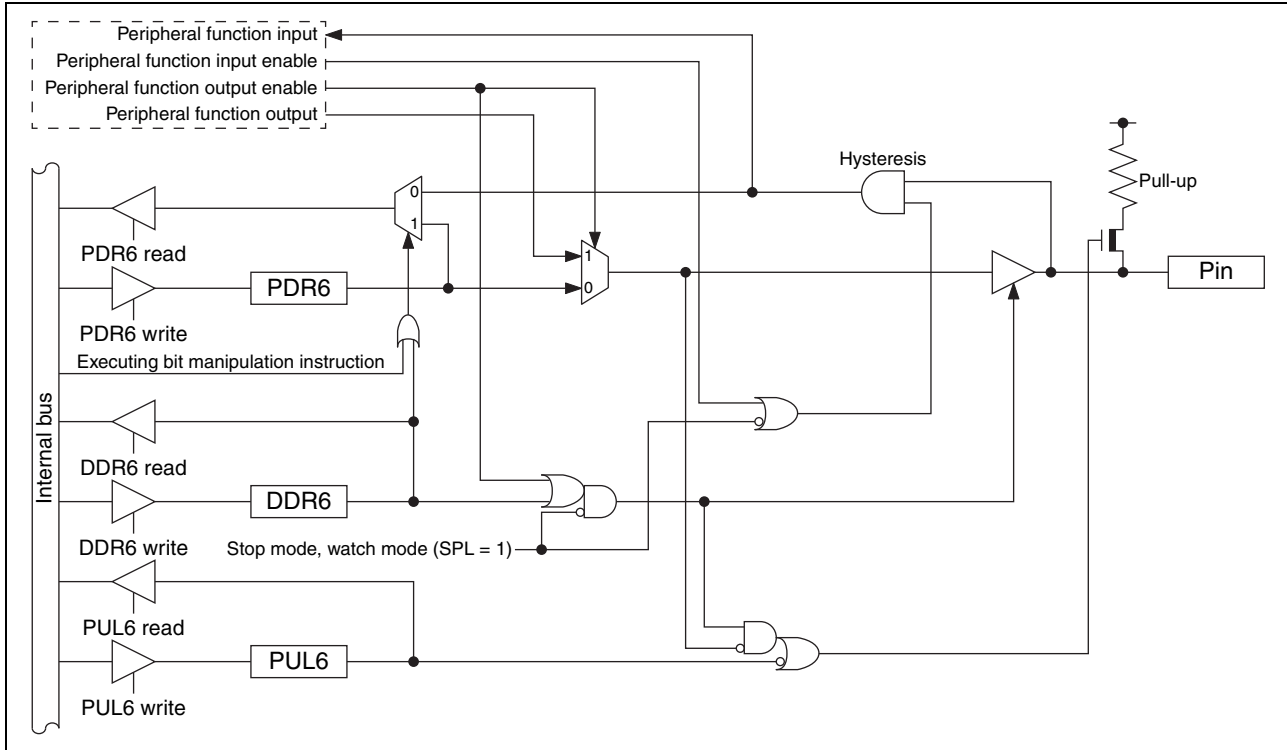 Peripheral function input
Peripheral function input enable
Peripheral function output enable
Peripheral function output
Hysteresis
Pull-up
0
1
PDR6 read
1
0
Pin
PDR6
PDR6 write
Executing bit manipulation instruction
Internal bus
DDR6 read
DDR6
DDR6 write
Stop mode, watch mode (SPL = 1)
PUL6 read
PUL6
PUL6 write